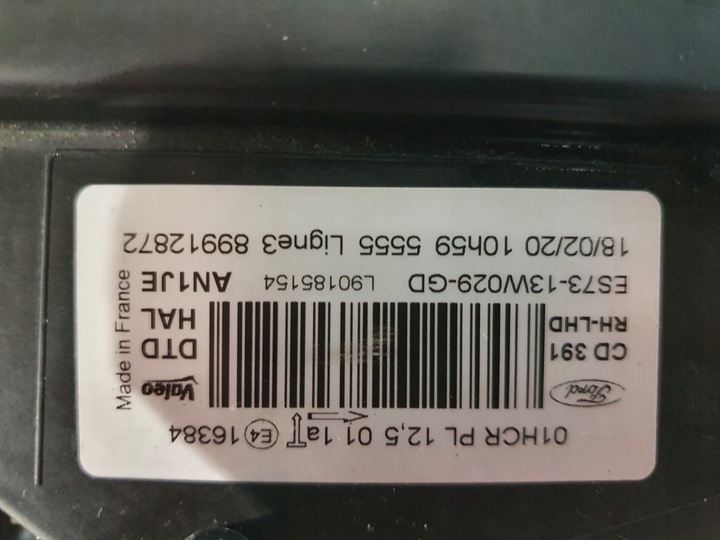 01HCR PL 12,5 01 1a E4 16384
Ford
CD 391
RH-LHD
Valeo
DTD
HAL
ES73-13W029-GD L90185154 AN1JE
18/02/20 10h59 5555 Ligne3 89912872
Made in France